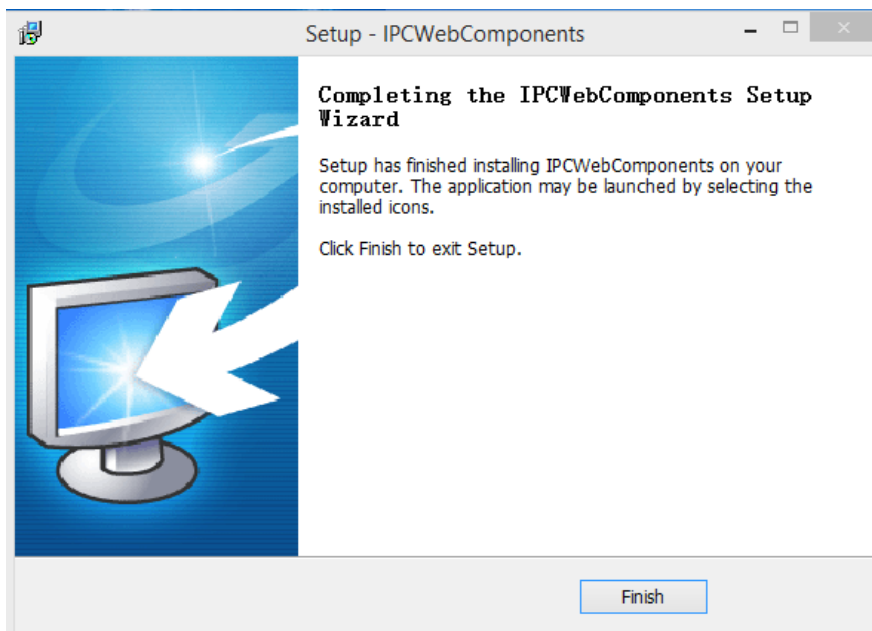 Setup - IPCWebComponents
Completing the IPCWebComponents Setup
Wizard
Setup has finished installing IPCWebComponents on your
computer. The application may be launched by selecting the
installed icons.
Click Finish to exit Setup.
Finish